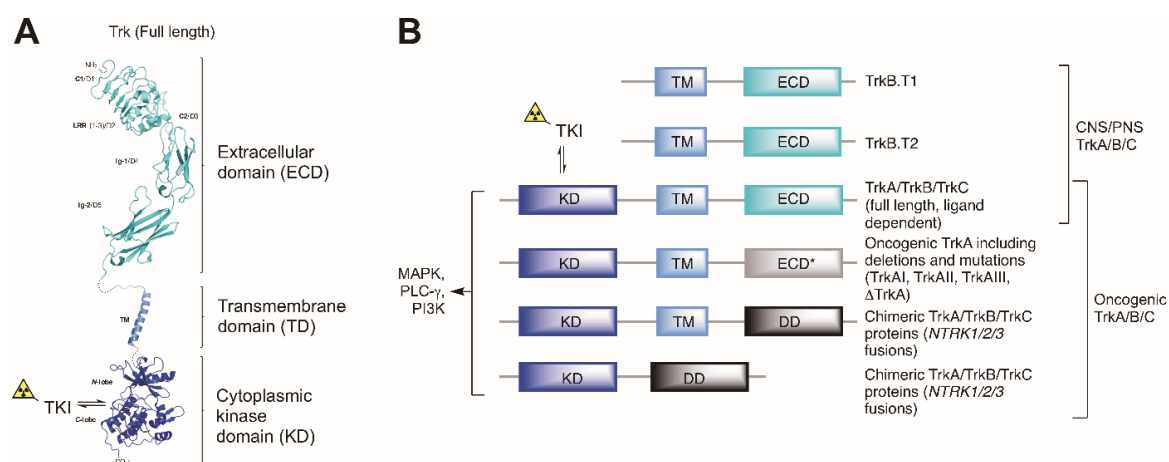 A
Trk (Full length)
NH₂
C1/D1
LRR (1-3)/D2
C2/D3
Ig-1/D4
Ig-2/D5
Extracellular
domain (ECD)
TM
Transmembrane
domain (TD)
N-lobe
TKI
C-lobe
Cytoplasmic
kinase
domain (KD)
B
TM
ECD
TrkB.T1
TKI
TM
ECD
TrkB.T2
CNS/PNS
TrkA/B/C
KD
TM
ECD
TrkA/TrkB/TrkC
(full length, ligand
dependent)
MAPK,
PLC-γ,
PI3K
KD
TM
ECD*
Oncogenic TrkA including
deletions and mutations
(TrkAI, TrkAII, TrkAIII,
ΔTrkA)
Oncogenic
TrkA/B/C
KD
TM
DD
Chimeric TrkA/TrkB/TrkC
proteins (NTRK1/2/3
fusions)
KD
DD
Chimeric TrkA/TrkB/TrkC
proteins (NTRK1/2/3
fusions)